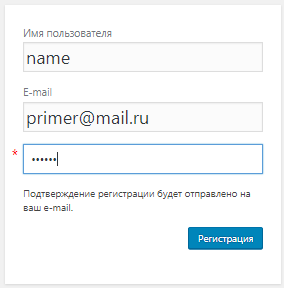 Имя пользователя
name
E-mail
primer@mail.ru
* ••••••
Подтверждение регистрации будет отправлено на
ваш e-mail.
Регистрация